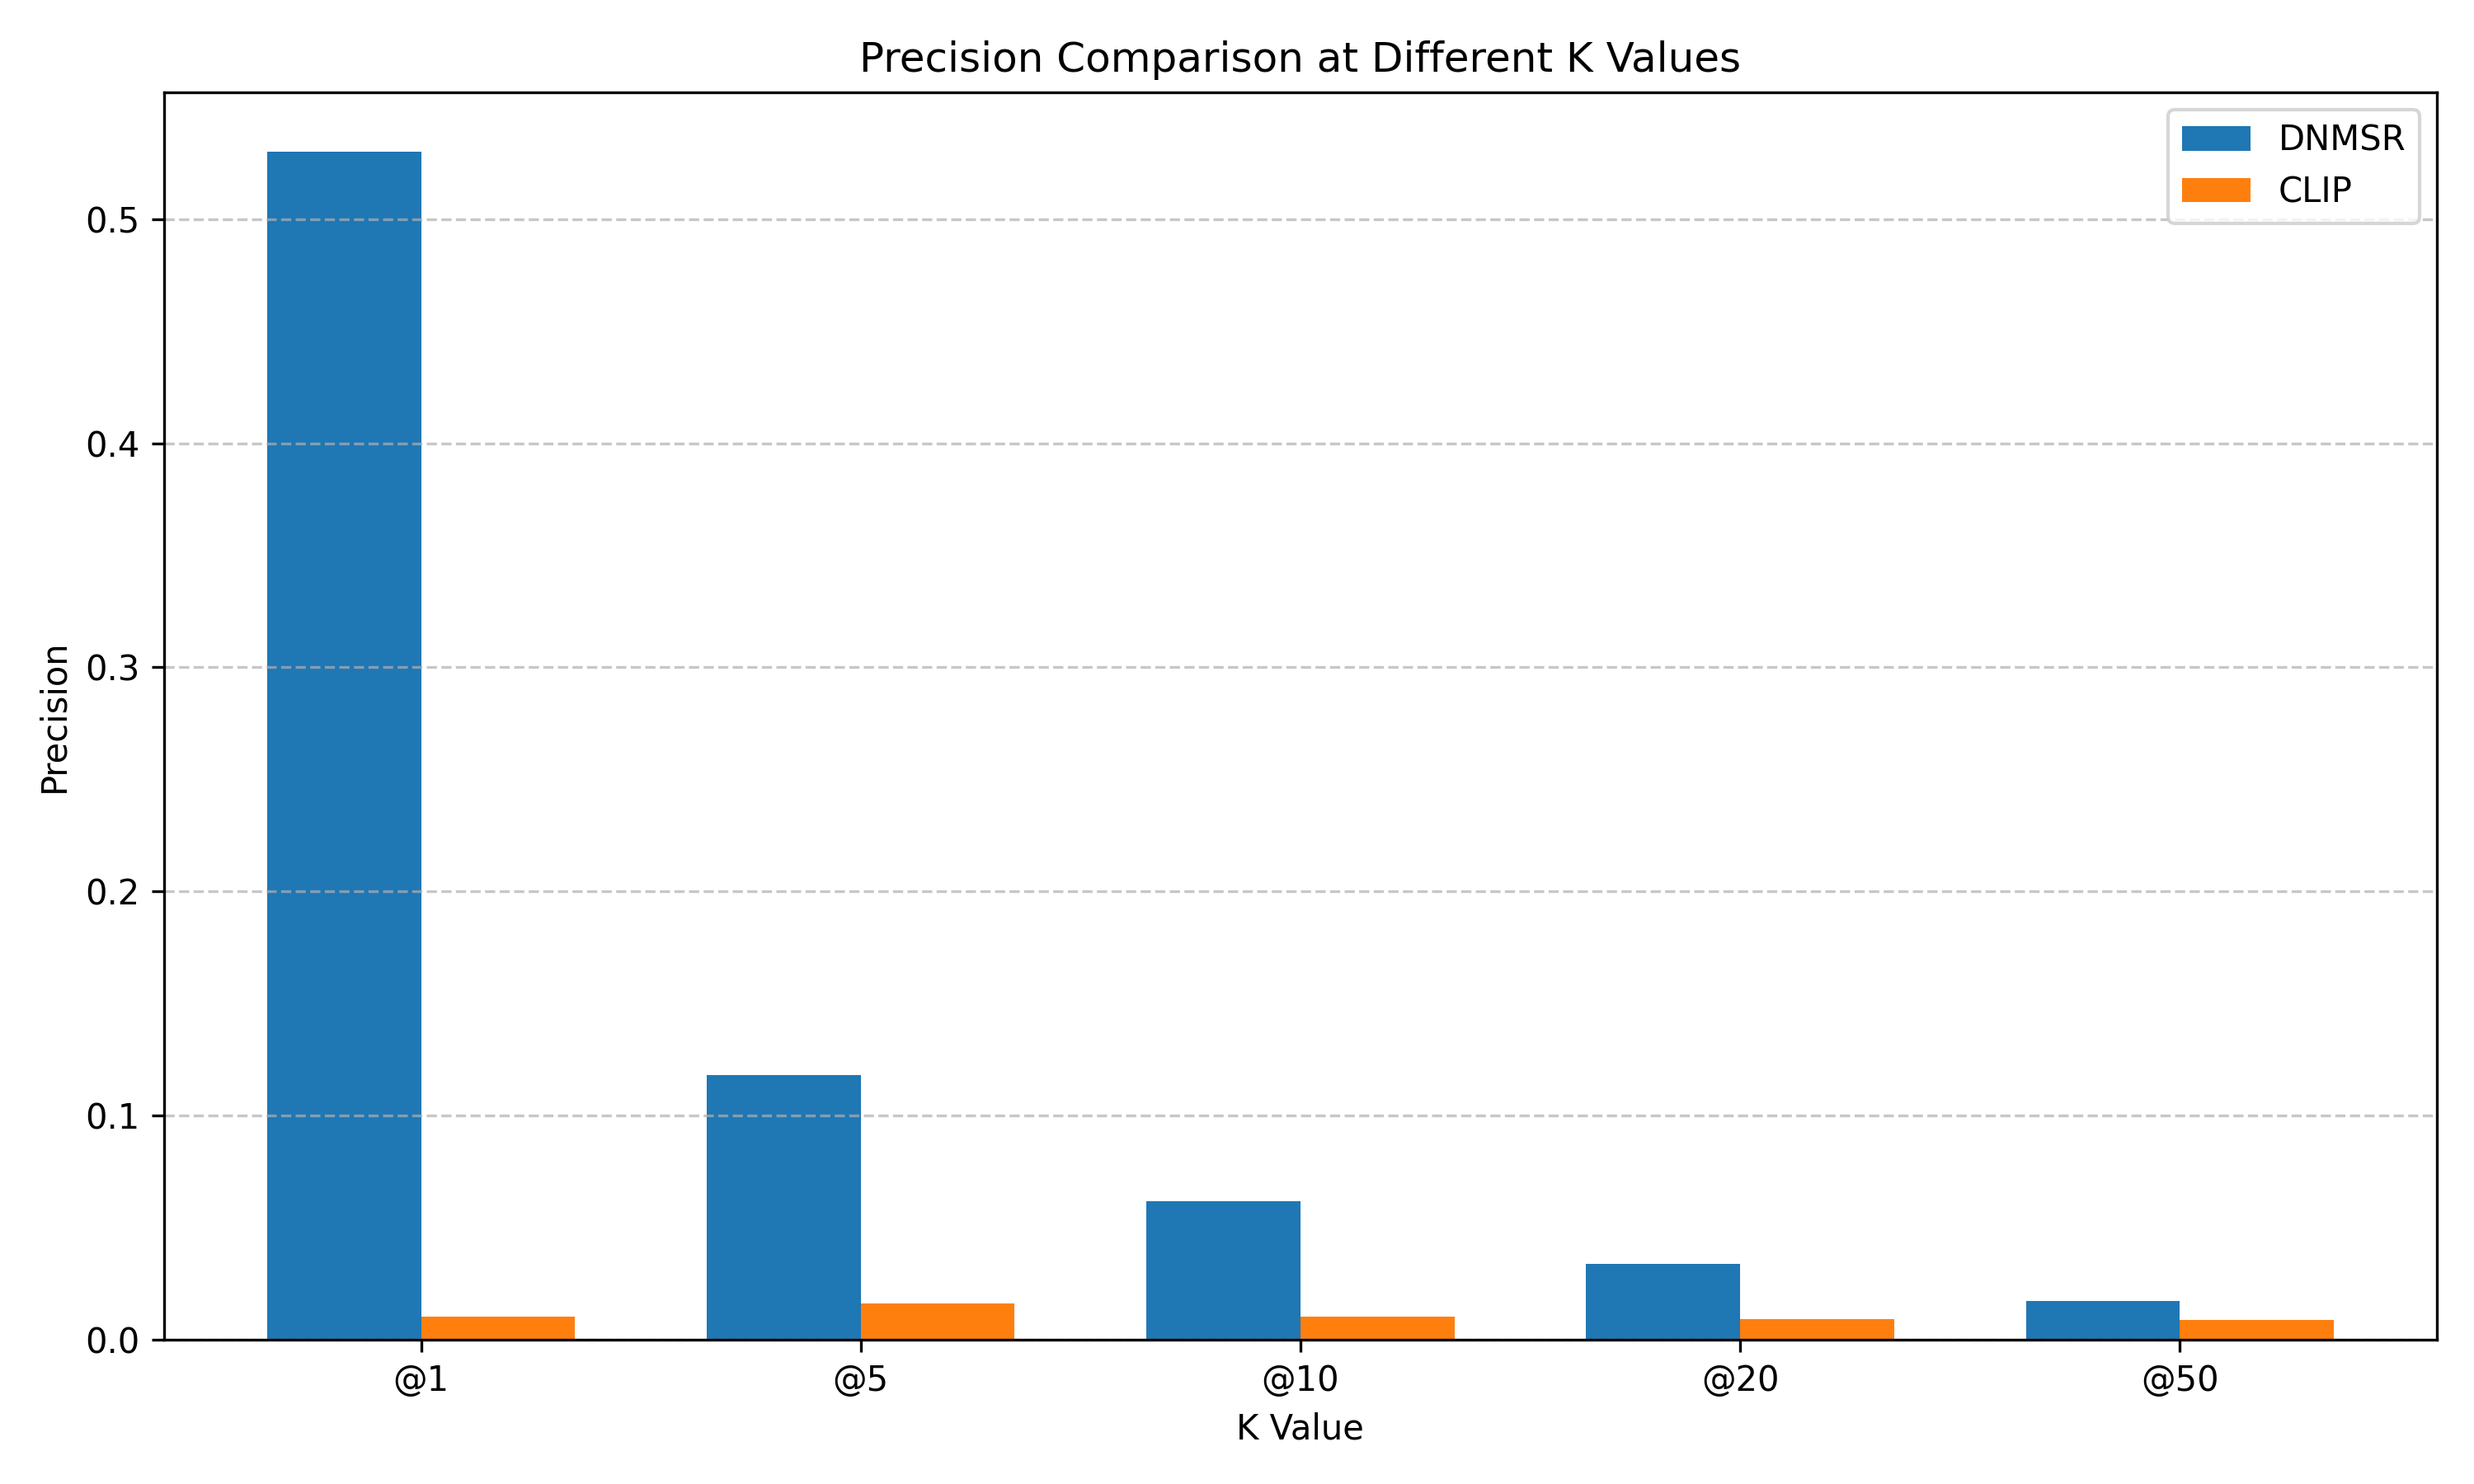 Precision Comparison at Different K Values
DNMSR
CLIP
0.5
0.4
0.3
0.2
0.1
0.0
Precision
@1
@5
@10
@20
@50
K Value